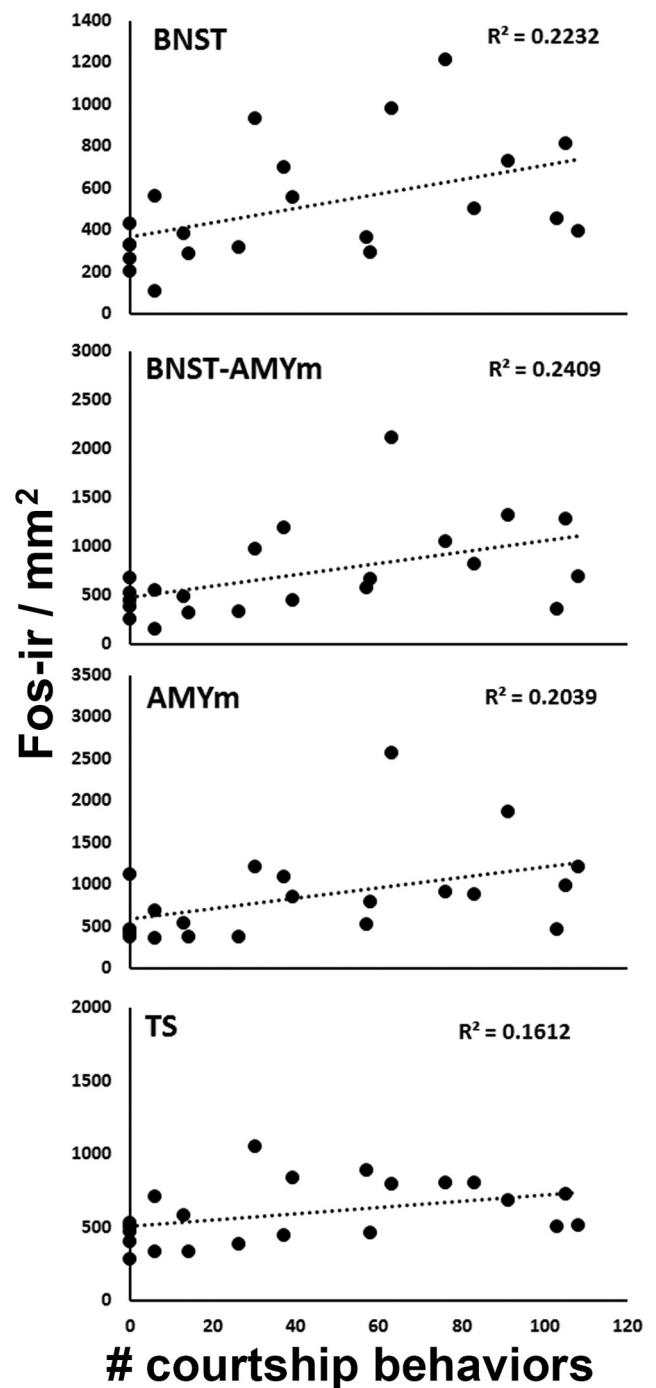 BNST
R² = 0.2232
1400
1200
1000
800
600
400
200
0
BNST-AMYm
R² = 0.2409
3000
2500
2000
1500
1000
500
0
Fos-ir / mm²
AMYm
R² = 0.2039
3500
3000
2500
2000
1500
1000
500
0
TS
R² = 0.1612
2000
1500
1000
500
0
0 20 40 60 80 100 120
# courtship behaviors